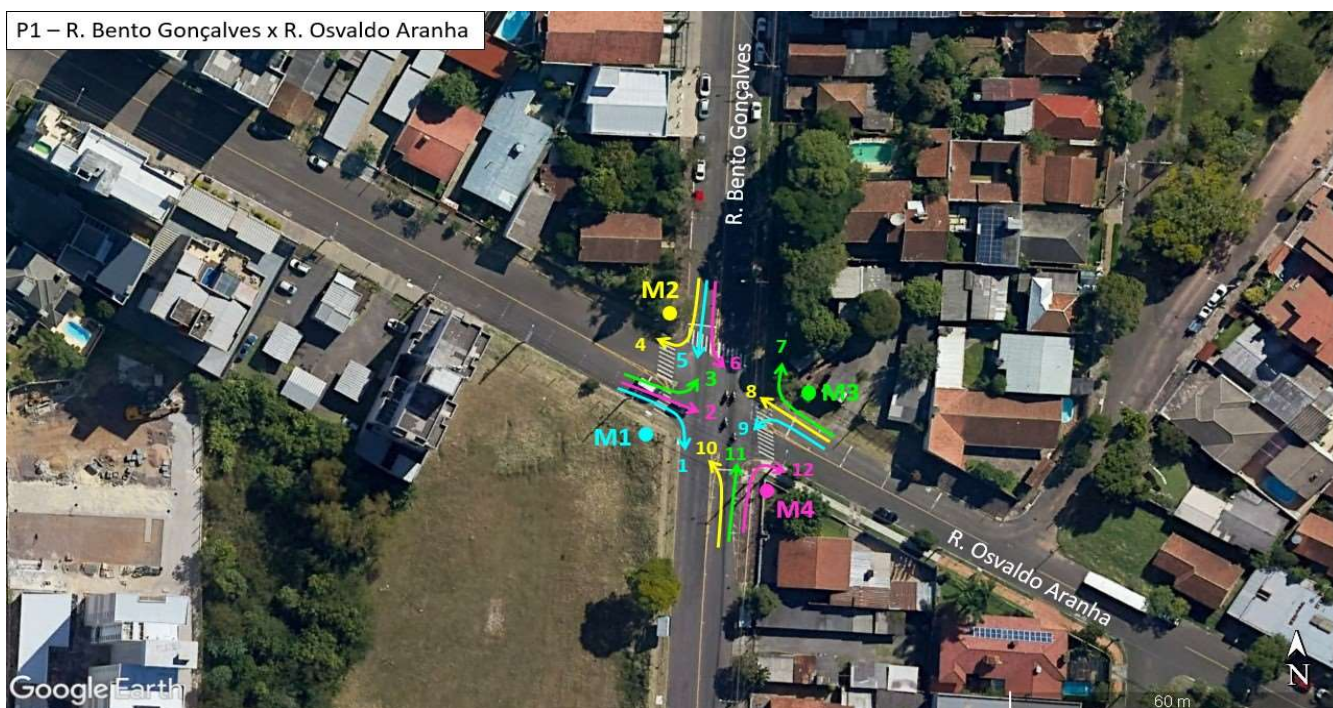 P1 – R. Bento Gonçalves x R. Osvaldo Aranha
R. Bento Gonçalves
M2
4
5
6
7
3
8
M3
2
M1
9
1
10
11
12
M4
R. Osvaldo Aranha
N
Google Earth
60 m